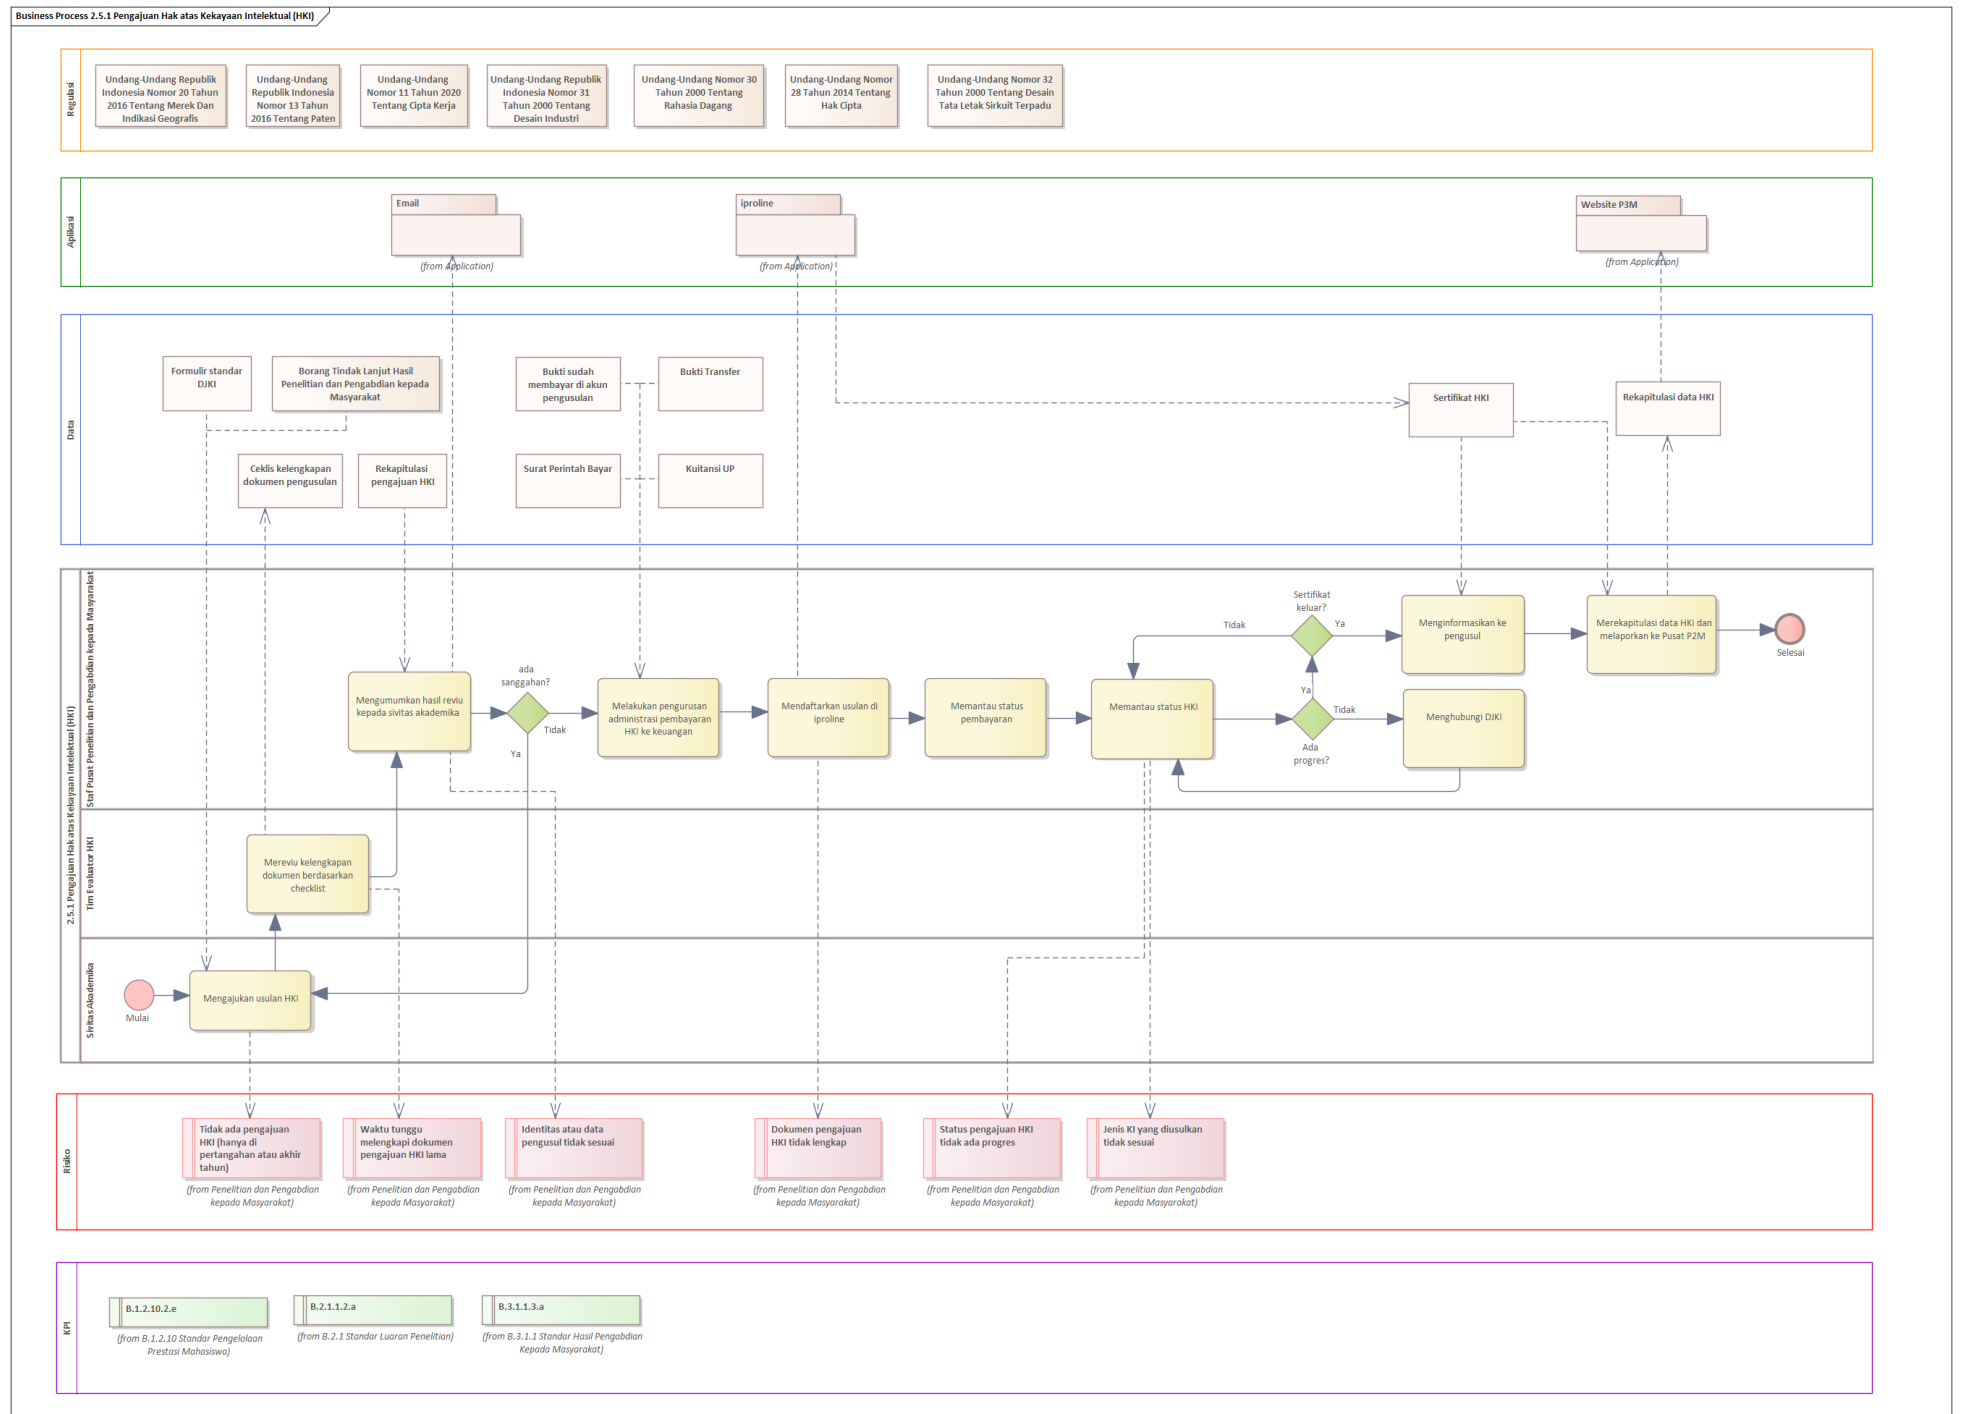 Business Process 2.5.1 Pengajuan Hak atas Kekayaan Intelektual (HKI)
Regulasi
Undang-Undang Republik
Indonesia Nomor 20 Tahun
2016 Tentang Merek Dan
Indikasi Geografis
Undang-Undang
Republik Indonesia
Nomor 13 Tahun
2016 Tentang Paten
Undang-Undang
Nomor 11 Tahun 2020
Tentang Cipta Kerja
Undang-Undang Republik
Indonesia Nomor 31
Tahun 2000 Tentang
Desain Industri
Undang-Undang Nomor 30
Tahun 2000 Tentang
Rahasia Dagang
Undang-Undang Nomor
28 Tahun 2014 Tentang
Hak Cipta
Undang-Undang Nomor 32
Tahun 2000 Tentang Desain
Tata Letak Sirkuit Terpadu
Aplikasi
Email
(from Application)
iproline
(from Application)
Website P3M
(from Application)
Data
Formulir standar
DJKI
Borang Tindak Lanjut Hasil
Penelitian dan Pengabdian kepada
Masyarakat
Bukti sudah
membayar di akun
pengusulan
Bukti Transfer
Sertifikat HKI
Rekapitulasi data HKI
Ceklis kelengkapan
dokumen pengusulan
Rekapitulasi
pengajuan HKI
Surat Perintah Bayar
Kuitansi UP
2.5.1 Pengajuan Hak atas Kekayaan Intelektual (HKI)
Staf Pusat Penelitian dan Pengabdian kepada Masyarakat
Mengumumkan hasil reviu
kepada sivitas akademika
ada
sanggahan?
Tidak
Ya
Melakukan pengurusan
administrasi pembayaran
HKI ke keuangan
Mendaftarkan usulan di
iproline
Memantau status
pembayaran
Memantau status HKI
Sertifikat
keluar?
Tidak
Ya
Ya
Tidak
Ada
progres?
Menginformasikan ke
pengusul
Menghubungi DJKI
Merekapitulasi data HKI dan
melaporkan ke Pusat P2M
Selesai
Tim Evaluator HKI
Mereviu kelengkapan
dokumen berdasarkan
checklist
Sivitas Akademika
Mulai
Mengajukan usulan HKI
Risiko
Tidak ada pengajuan
HKI (hanya di
pertangahan atau akhir
tahun)
(from Penelitian dan Pengabdian
kepada Masyarakat)
Waktu tunggu
melengkapi dokumen
pengajuan HKI lama
(from Penelitian dan Pengabdian
kepada Masyarakat)
Identitas atau data
pengusul tidak sesuai
(from Penelitian dan Pengabdian
kepada Masyarakat)
Dokumen pengajuan
HKI tidak lengkap
(from Penelitian dan Pengabdian
kepada Masyarakat)
Status pengajuan HKI
tidak ada progres
(from Penelitian dan Pengabdian
kepada Masyarakat)
Jenis KI yang diusulkan
tidak sesuai
(from Penelitian dan Pengabdian
kepada Masyarakat)
KPI
B.1.2.10.2.e
(from B.1.2.10 Standar Pengelolaan
Prestasi Mahasiswa)
B.2.1.1.2.a
(from B.2.1 Standar Luaran Penelitian)
B.3.1.1.3.a
(from B.3.1.1 Standar Hasil Pengabdian
Kepada Masyarakat)